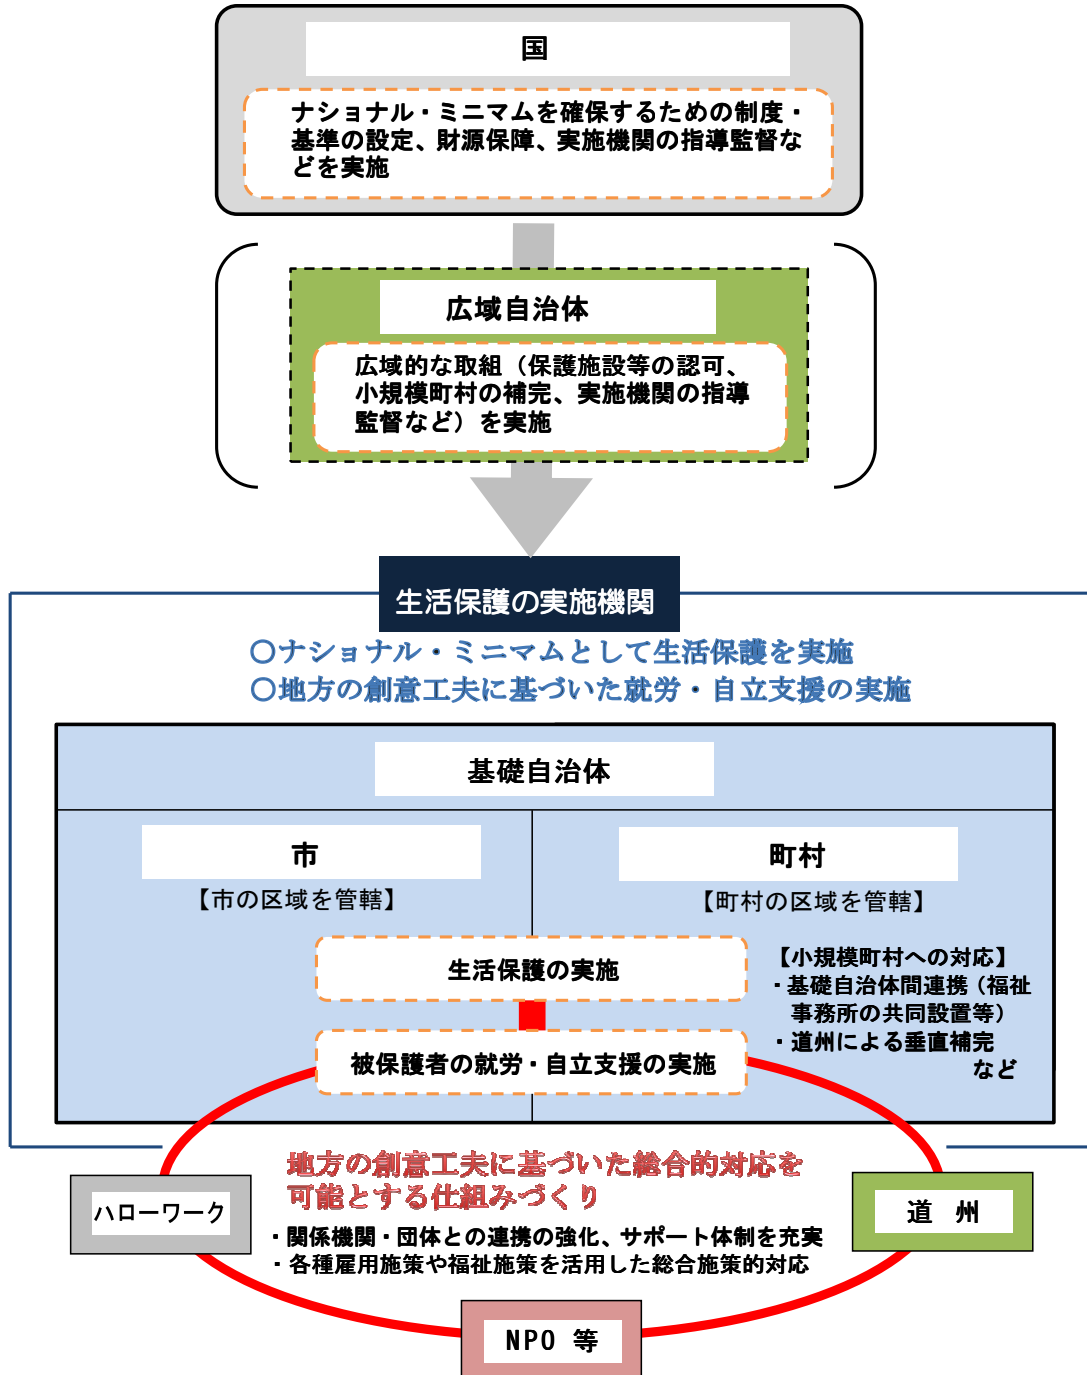 国
ナショナル・ミニマムを確保するための制度・
基準の設定、財源保障、実施機関の指導監督な
どを実施
広域自治体
広域的な取組（保護施設等の認可、
小規模町村の補完、実施機関の指導
監督など）を実施
生活保護の実施機関
○ナショナル・ミニマムとして生活保護を実施
○地方の創意工夫に基づいた就労・自立支援の実施
基礎自治体
市
【市の区域を管轄】
町村
【町村の区域を管轄】
生活保護の実施
被保護者の就労・自立支援の実施
【小規模町村への対応】
・基礎自治体間連携（福祉
事務所の共同設置等）
・道州による垂直補完
など
地方の創意工夫に基づいた総合的対応を
可能とする仕組みづくり
・関係機関・団体との連携の強化、サポート体制を充実
・各種雇用施策や福祉施策を活用した総合施策的対応
ハローワーク
道 州
NPO 等